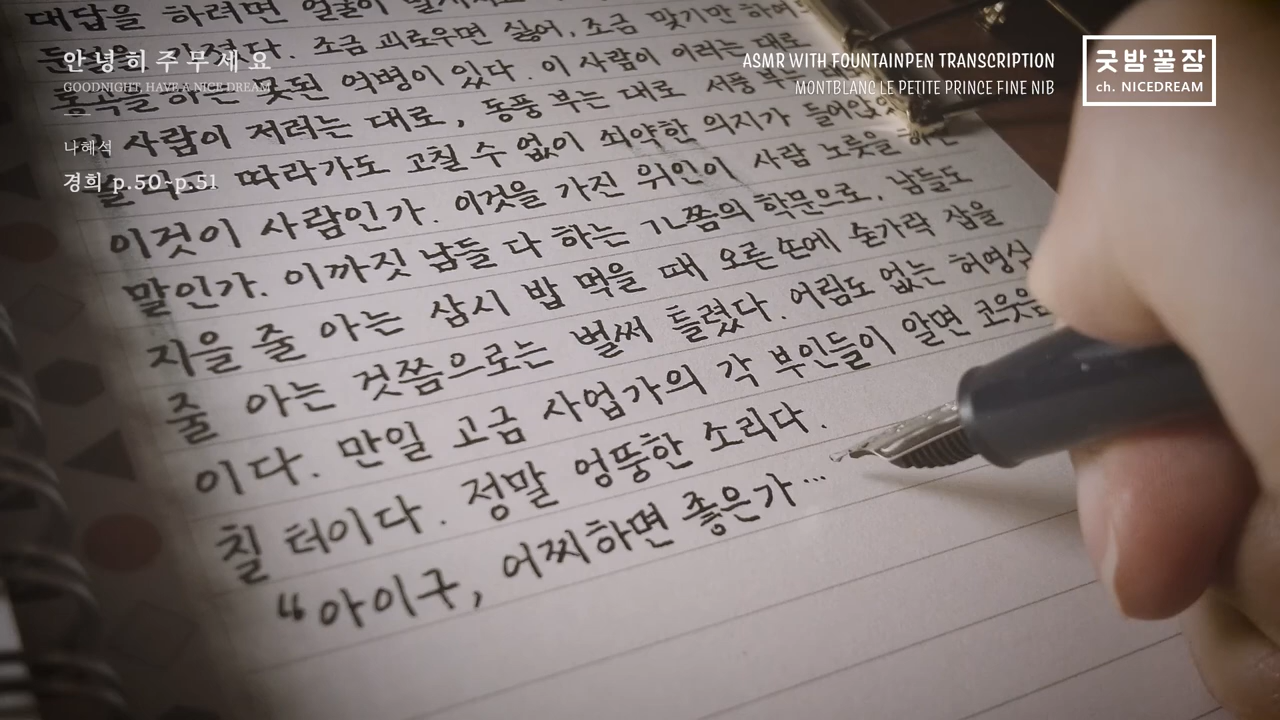 안녕히주무세요
GOODNIGHT, HAVE A NICE DREAM
나혜석
경희 p.50~p.51
ASMR WITH FOUNTAINPEN TRANSCRIPTION
MONTBLANC LE PETITE PRINCE FINE NIB
굿밤꿀잠
ch. NICEDREAM
대답을 하려면
조금 괴로우면 싫어, 조금 맞기만 하여
동곡을 하는 못된 역병이 있다. 이 사람이 이러는 대로
사람이 저러는 대로, 동풍 부는 대로 서풍 부는
따라가도 고칠 수 없이 쇠약한 의지가 들어앉았
이것이 사람인가. 이것을 가진 위인이 사람 노릇을 하는
말인가. 이까짓 남들 다 하는 ㄱㄴ쯤의 학문으로, 남들도
지을 줄 아는 삼시 밥 먹을 때 오른손에 숟가락 잡을
줄 아는 것쯤으로는 벌써 틀렸다. 어림도 없는 허영심
이다. 만일 고금 사업가의 각 부인들이 알면 코웃음
칠 터이다. 정말 엉뚱한 소리다.
“아이구, 어찌하면 좋은가…